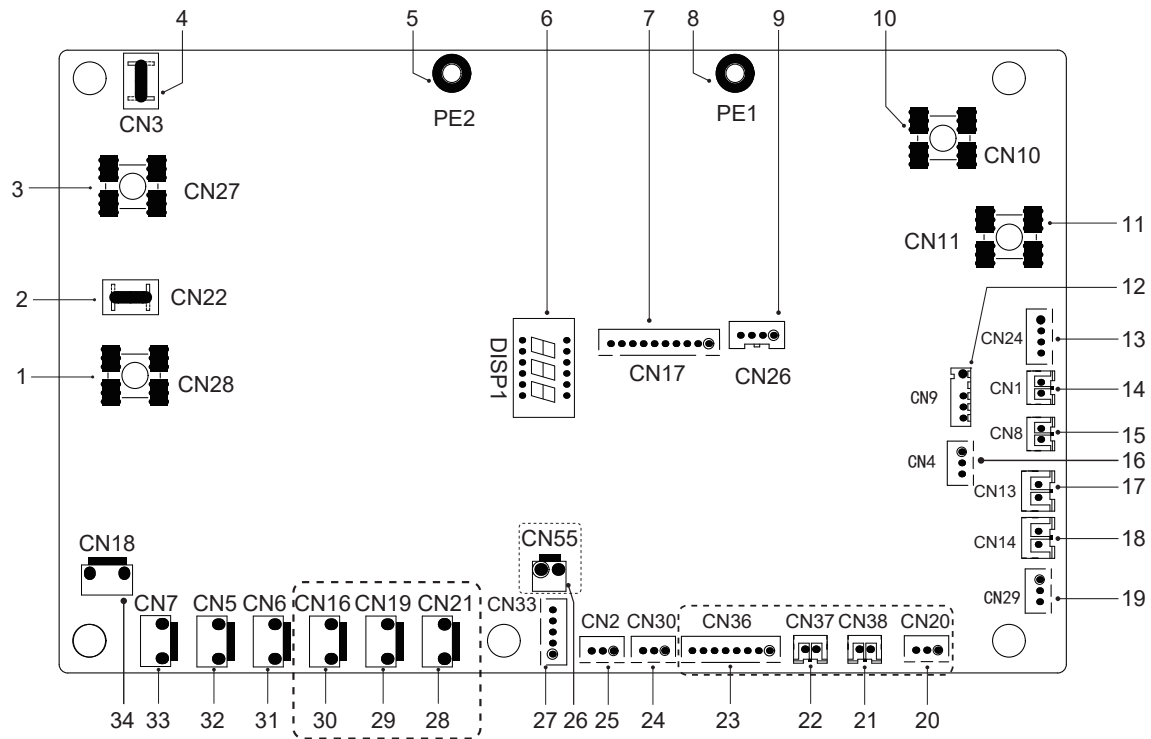 4 5 6 7 8 9 10
CN3
PE2
PE1
CN10
3
CN27
CN11
11
2
CN22
12
DISP1
CN17
CN26
CN24
13
1
CN28
CN9
CN1
14
CN8
15
CN4
16
CN13
17
CN18
CN55
CN14
18
CN7 CN5 CN6 CN16 CN19 CN21 CN33 CN2 CN30 CN36 CN37 CN38 CN20
CN29
19
34 33 32 31 30 29 28 27 26 25 24 23 22 21 20